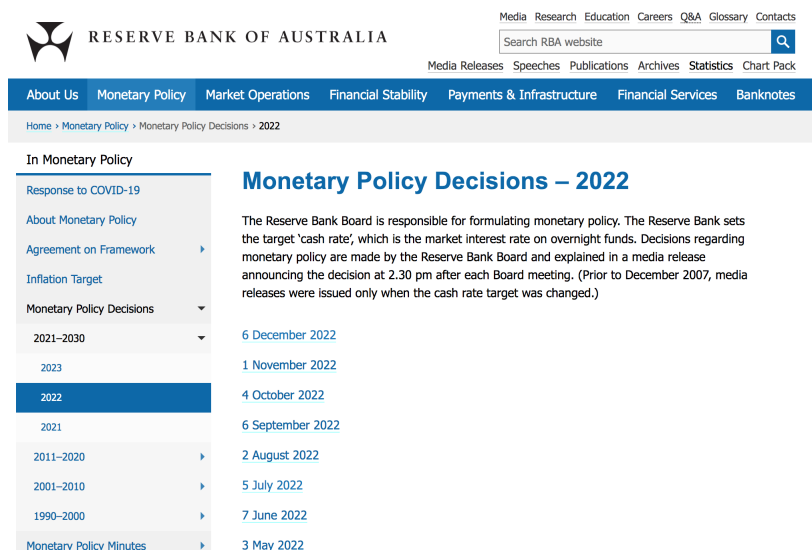 Media Research Education Careers Q&A Glossary Contacts
RESERVE BANK OF AUSTRALIA
Search RBA website
Media Releases Speeches Publications Archives Statistics Chart Pack
About Us Monetary Policy Market Operations Financial Stability Payments & Infrastructure Financial Services Banknotes
Home › Monetary Policy › Monetary Policy Decisions › 2022
In Monetary Policy
Response to COVID-19
About Monetary Policy
Agreement on Framework
Inflation Target
Monetary Policy Decisions
2021–2030
2023
2022
2021
2011–2020
2001–2010
1990–2000
Monetary Policy Minutes
Monetary Policy Decisions – 2022
The Reserve Bank Board is responsible for formulating monetary policy. The Reserve Bank sets
the target ‘cash rate’, which is the market interest rate on overnight funds. Decisions regarding
monetary policy are made by the Reserve Bank Board and explained in a media release
announcing the decision at 2.30 pm after each Board meeting. (Prior to December 2007, media
releases were issued only when the cash rate target was changed.)
6 December 2022
1 November 2022
4 October 2022
6 September 2022
2 August 2022
5 July 2022
7 June 2022
3 May 2022